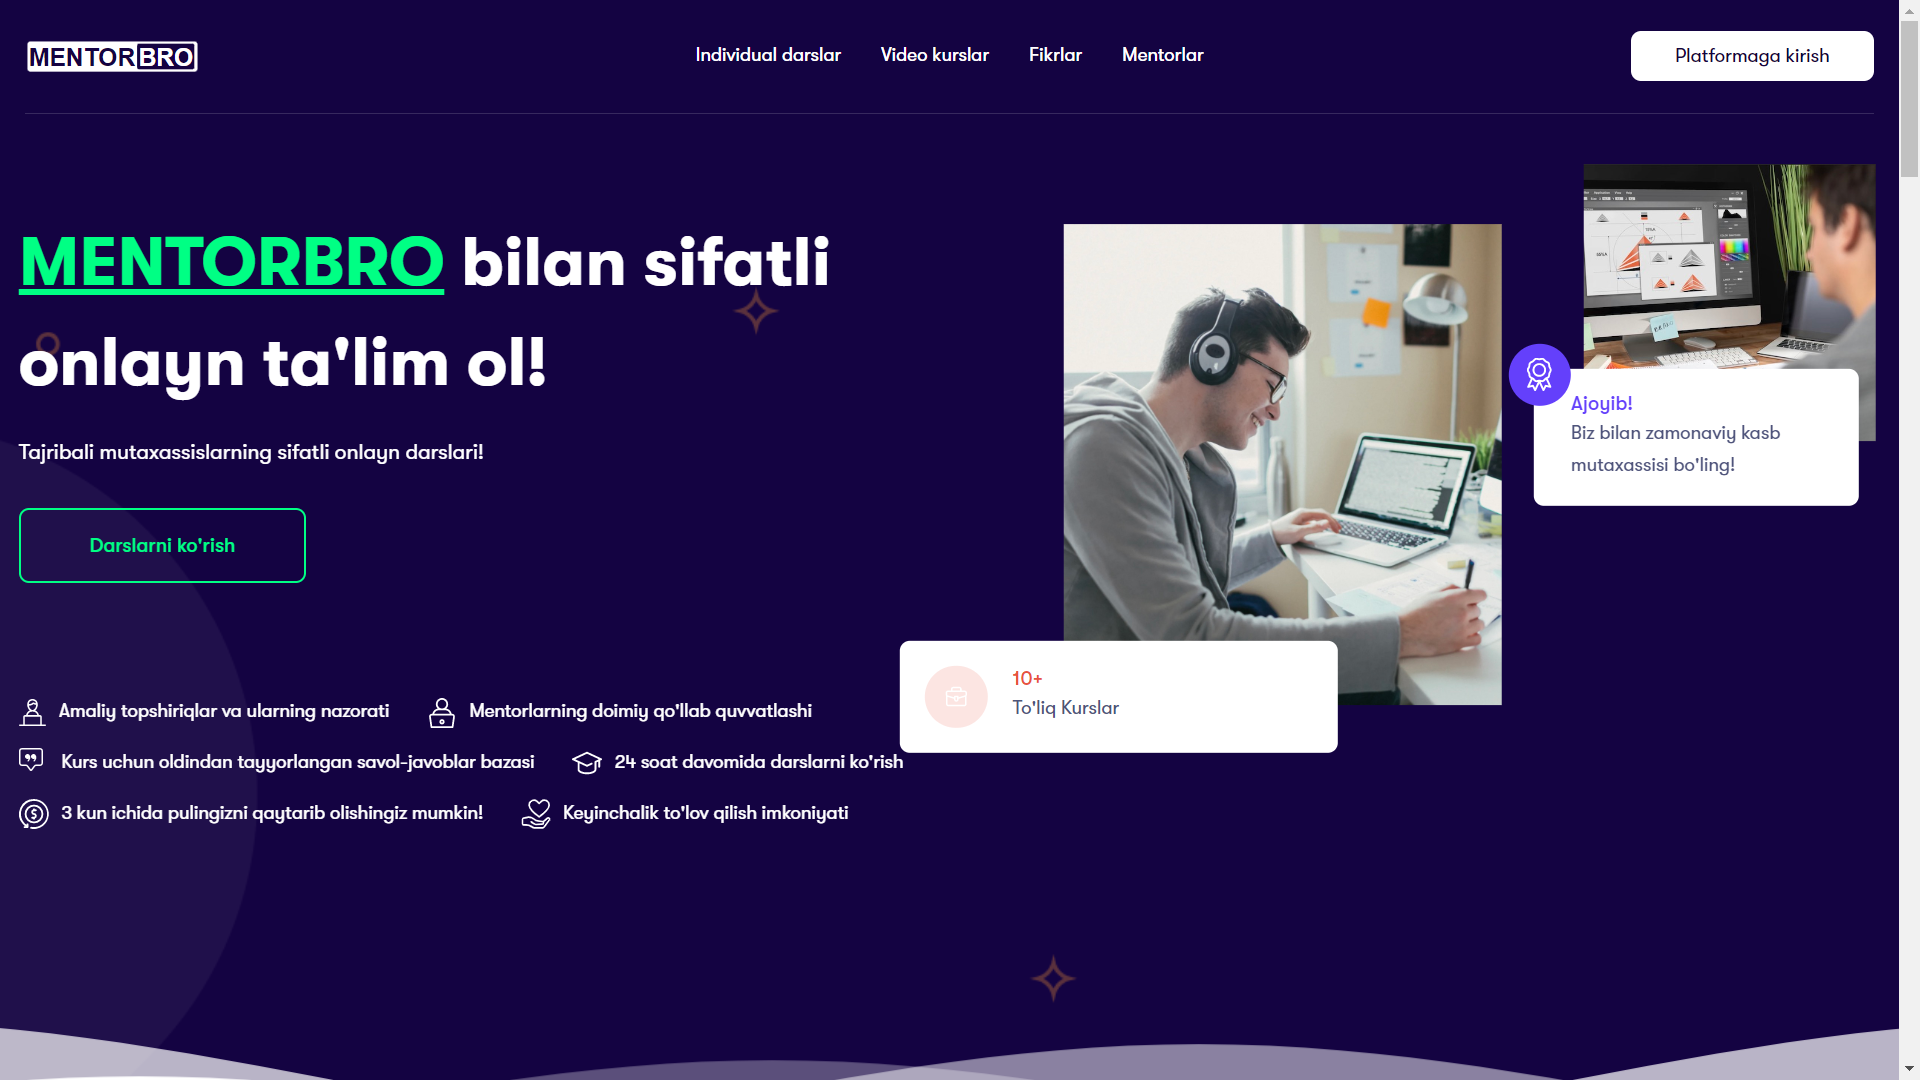 MENTORBRO
Individual darslar
Video kurslar
Fikrlar
Mentorlar
Platformaga kirish
MENTORBRO bilan sifatli
onlayn ta'lim ol!
Tajribali mutaxassislarning sifatli onlayn darslari!
Darslarni ko'rish
Ajoyib!
Biz bilan zamonaviy kasb
mutaxassisi bo'ling!
10+
To'liq Kurslar
Amaliy topshiriqlar va ularning nazorati
Mentorlarning doimiy qo'llab quvvatlashi
Kurs uchun oldindan tayyorlangan savol-javoblar bazasi
24 soat davomida darslarni ko'rish
3 kun ichida pulingizni qaytarib olishingiz mumkin!
Keyinchalik to'lov qilish imkoniyati